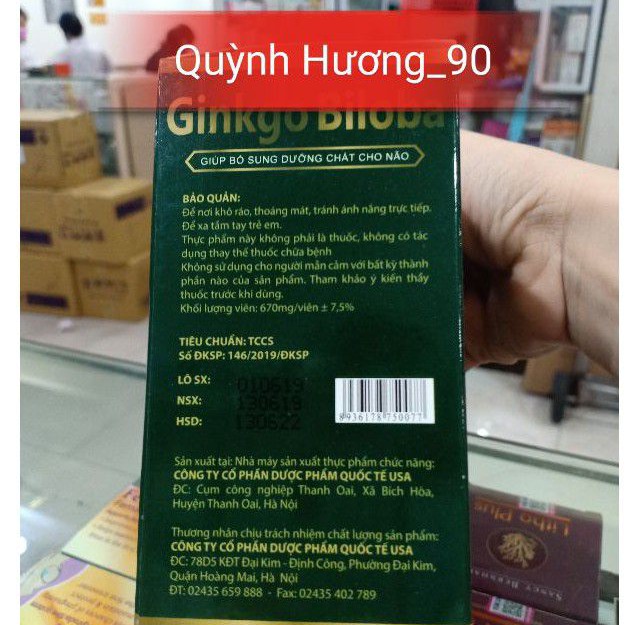 Quỳnh Hương_90
Ginkgo Biloba
GIÚP BỔ SUNG DƯỠNG CHẤT CHO NÃO
BẢO QUẢN:
Để nơi khô ráo, thoáng mát, tránh ánh nắng trực tiếp.
Để xa tầm tay trẻ em.
Thực phẩm này không phải là thuốc, không có tác
dụng thay thế thuốc chữa bệnh
Không sử dụng cho người mẫn cảm với bất kỳ thành
phần nào của sản phẩm. Tham khảo ý kiến thầy
thuốc trước khi dùng.
Khối lượng viên: 670mg/viên ± 7,5%
TIÊU CHUẨN: TCCS
Số ĐKSP: 146/2019/ĐKSP
LÔ SX: 010619
NSX: 130619
HSD: 130622
8936178750077
Sản xuất tại: Nhà máy sản xuất thực phẩm chức năng:
CÔNG TY CỔ PHẦN DƯỢC PHẨM QUỐC TẾ USA
ĐC: Cụm công nghiệp Thanh Oai, Xã Bích Hòa,
Huyện Thanh Oai, Hà Nội
Thương nhân chịu trách nhiệm chất lượng sản phẩm:
CÔNG TY CỔ PHẦN DƯỢC PHẨM QUỐC TẾ USA
ĐC: 78D5 KĐT Đại Kim - Định Công, Phường Đại Kim,
Quận Hoàng Mai, Hà Nội
ĐT: 02435 659 888 - Fax: 02435 402 789
Litho Plus